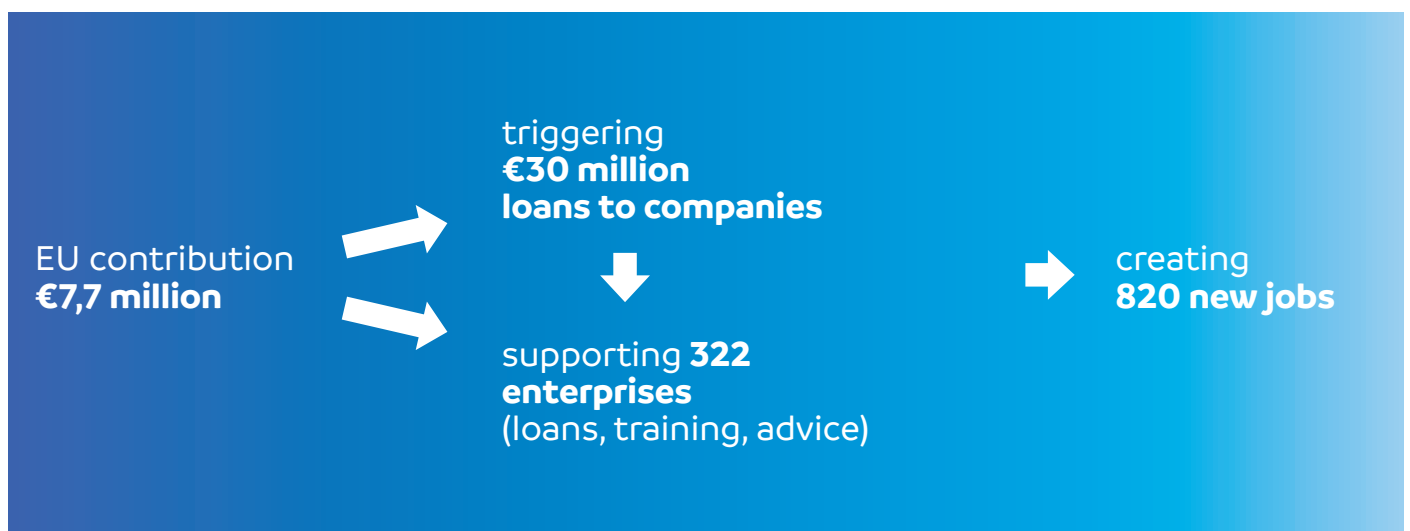 EU contribution
€7,7 million
triggering
€30 million
loans to companies
supporting 322
enterprises
(loans, training, advice)
creating
820 new jobs